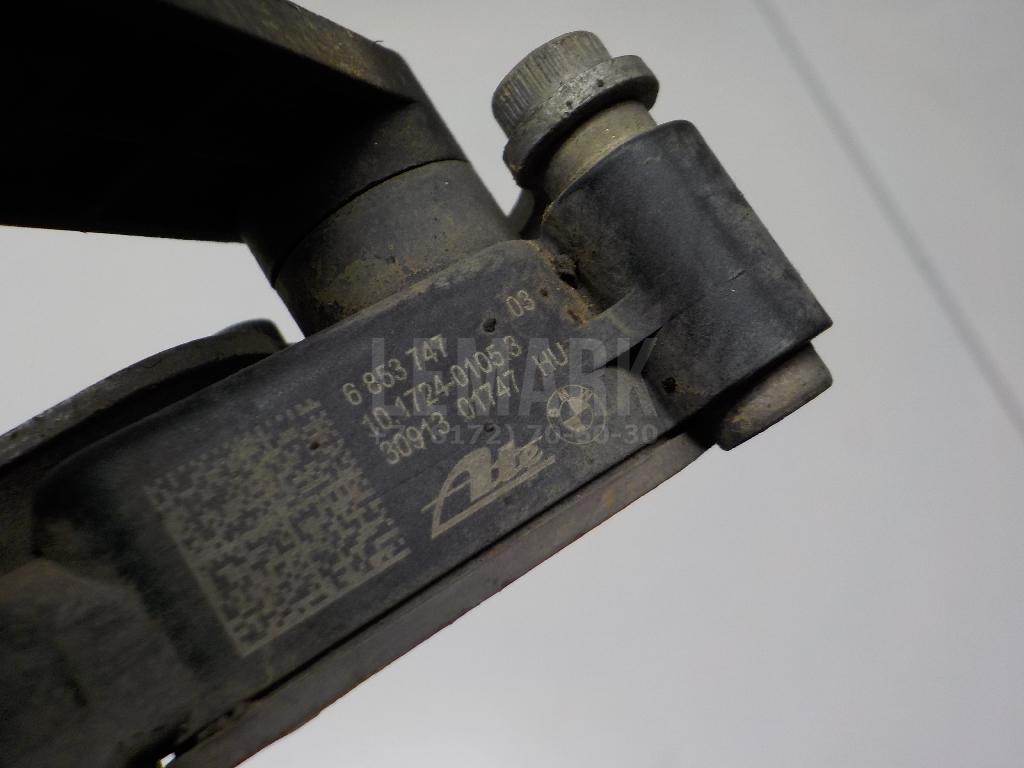 6 853 747 03
10.1724-0105.3
30913 01747 HU
Ate
LEMARK